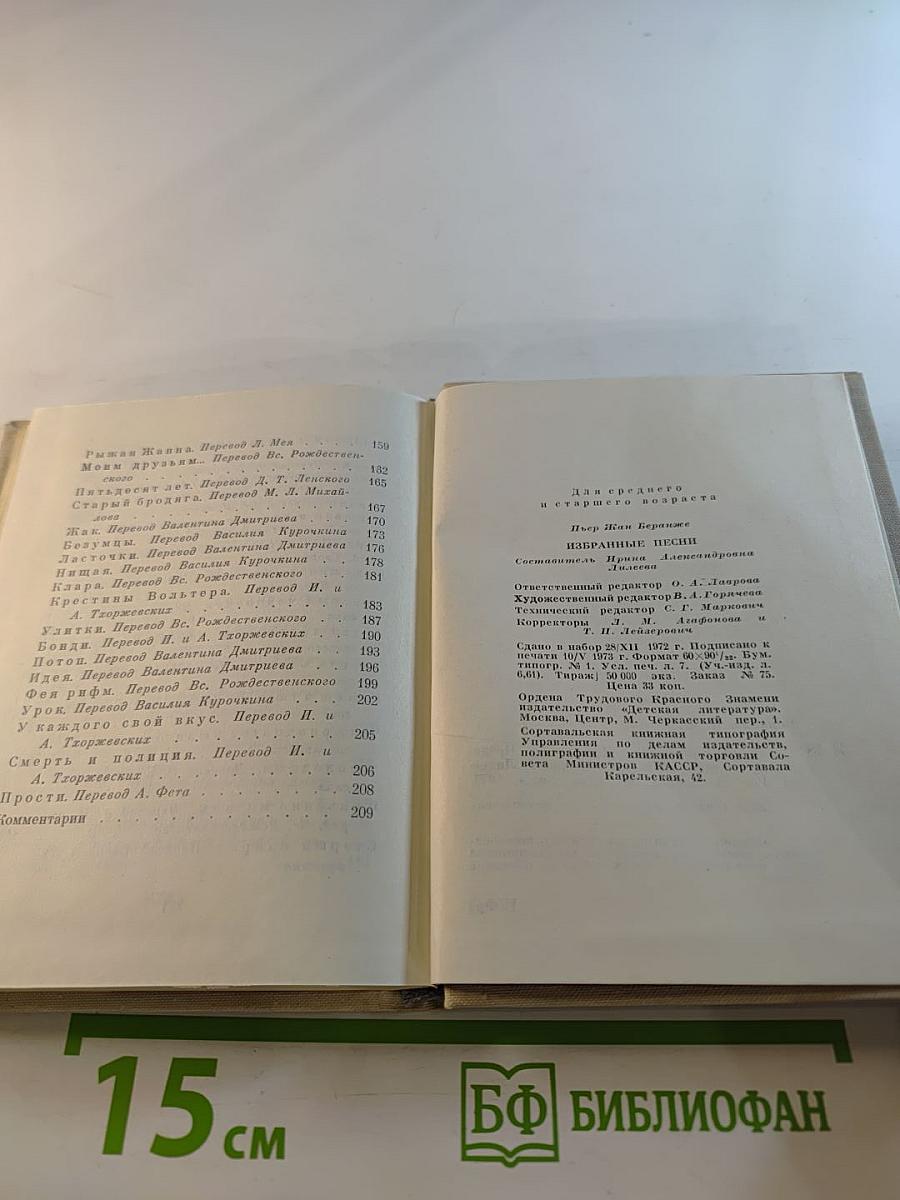 Рыжая Жанна. Перевод Л. Мея . . . . 159
Моим друзьям... Перевод Вс. Рождествен-
ского . . . . . . . . . . . . . . 162
Пятьдесят лет. Перевод Д. Т. Ленского 165
Старый бродяга. Перевод М. Л. Михай-
лова . . . . . . . . . . . . . . 167
Жак. Перевод Валентина Дмитриева . . . 170
Безумцы. Перевод Василия Курочкина 173
Ласточки. Перевод Валентина Дмитриева 176
Нищая. Перевод Василия Курочкина . . 178
Клара. Перевод Вс. Рождественского . . 181
Крестины Вольтера. Перевод И. и
А. Тхоржевских . . . . . . . . . 183
Улитки. Перевод Вс. Рождественского . . 187
Бонди. Перевод И. и А. Тхоржевских . . 190
Потоп. Перевод Валентина Дмитриева . . 193
Идея. Перевод Валентина Дмитриева . . 196
Фея рифм. Перевод Вс. Рождественского 199
Урок. Перевод Василия Курочкина . . . . 202
У каждого свой вкус. Перевод И. и
А. Тхоржевских . . . . . . . . . 205
Смерть и полиция. Перевод И. и
А. Тхоржевских . . . . . . . . . 206
Прости. Перевод А. Фета . . . . . . . . 208
Комментарии . . . . . . . . . . . . . 209
Для среднего
и старшего возраста
Пьер Жан Беранже
ИЗБРАННЫЕ ПЕСНИ
Составитель Ирина Александровна
Лилеева
Ответственный редактор О. А. Лаврова
Художественный редактор В. А. Горячева
Технический редактор С. Г. Маркович
Корректоры Л. М. Агафонова и
Т. П. Лейзерович
Сдано в набор 28/XII 1972 г. Подписано к
печати 10/V 1973 г. Формат 60×90¹/₃₂. Бум.
типогр. № 1. Усл. печ. л. 7. (Уч.-изд. л.
6,61). Тираж 50 000 экз. Заказ № 75.
Цена 33 коп.
Ордена Трудового Красного Знамени
издательство «Детская литература».
Москва, Центр, М. Черкасский пер., 1.
Сортавальская книжная типография
Управления по делам издательств,
полиграфии и книжной торговли Со-
вета Министров КАССР, Сортавала
Карельская, 42.
15 см
БФ БИБЛИОФАН